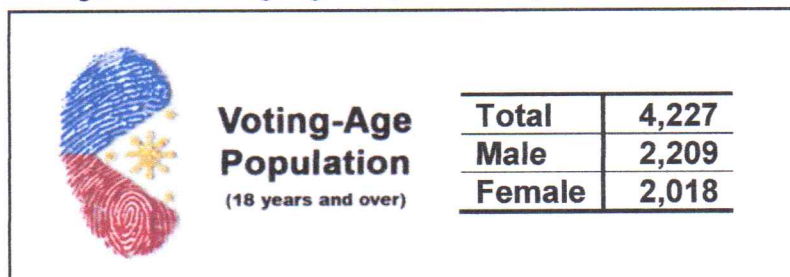 Voting-Age
Population
(18 years and over)
Total 4,227
Male 2,209
Female 2,018